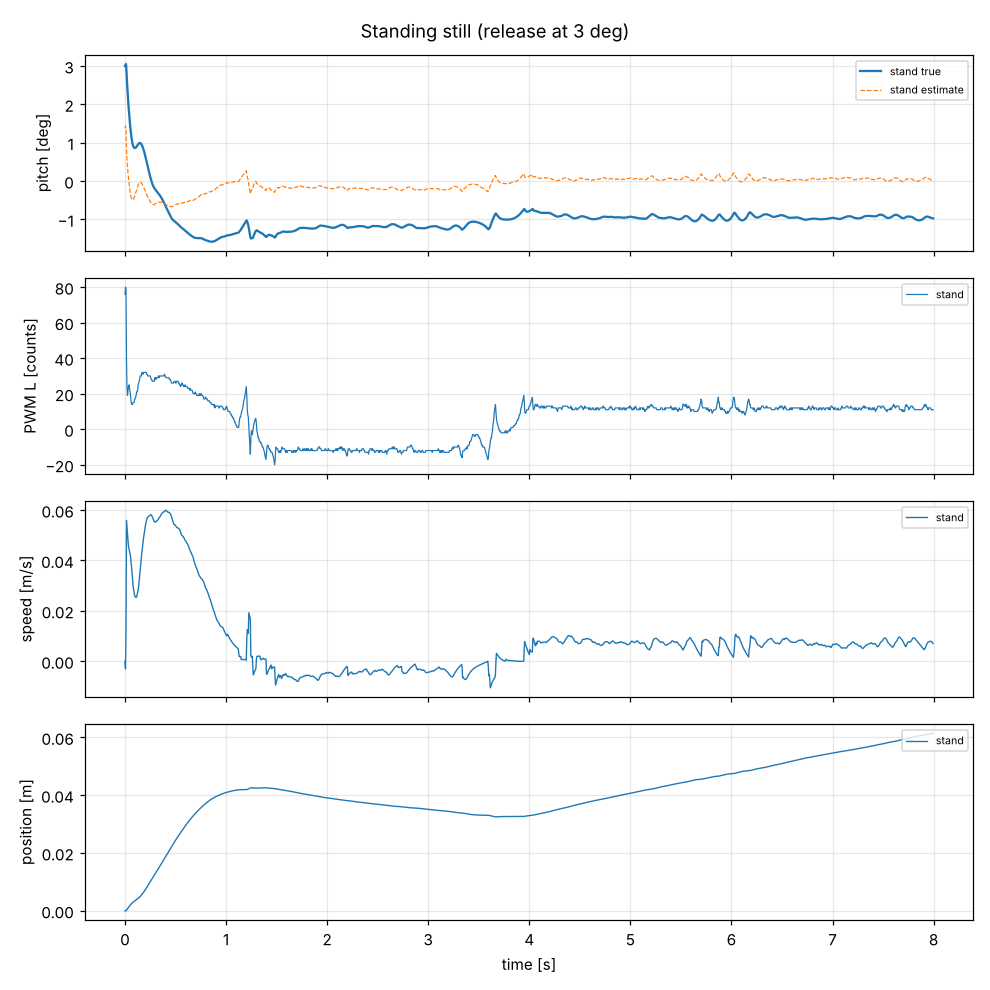 Standing still (release at 3 deg)
pitch [deg]
3
2
1
0
−1
stand true
stand estimate
PWM L [counts]
80
60
40
20
0
−20
stand
speed [m/s]
0.06
0.04
0.02
0.00
stand
position [m]
0.06
0.04
0.02
0.00
stand
0 1 2 3 4 5 6 7 8
time [s]